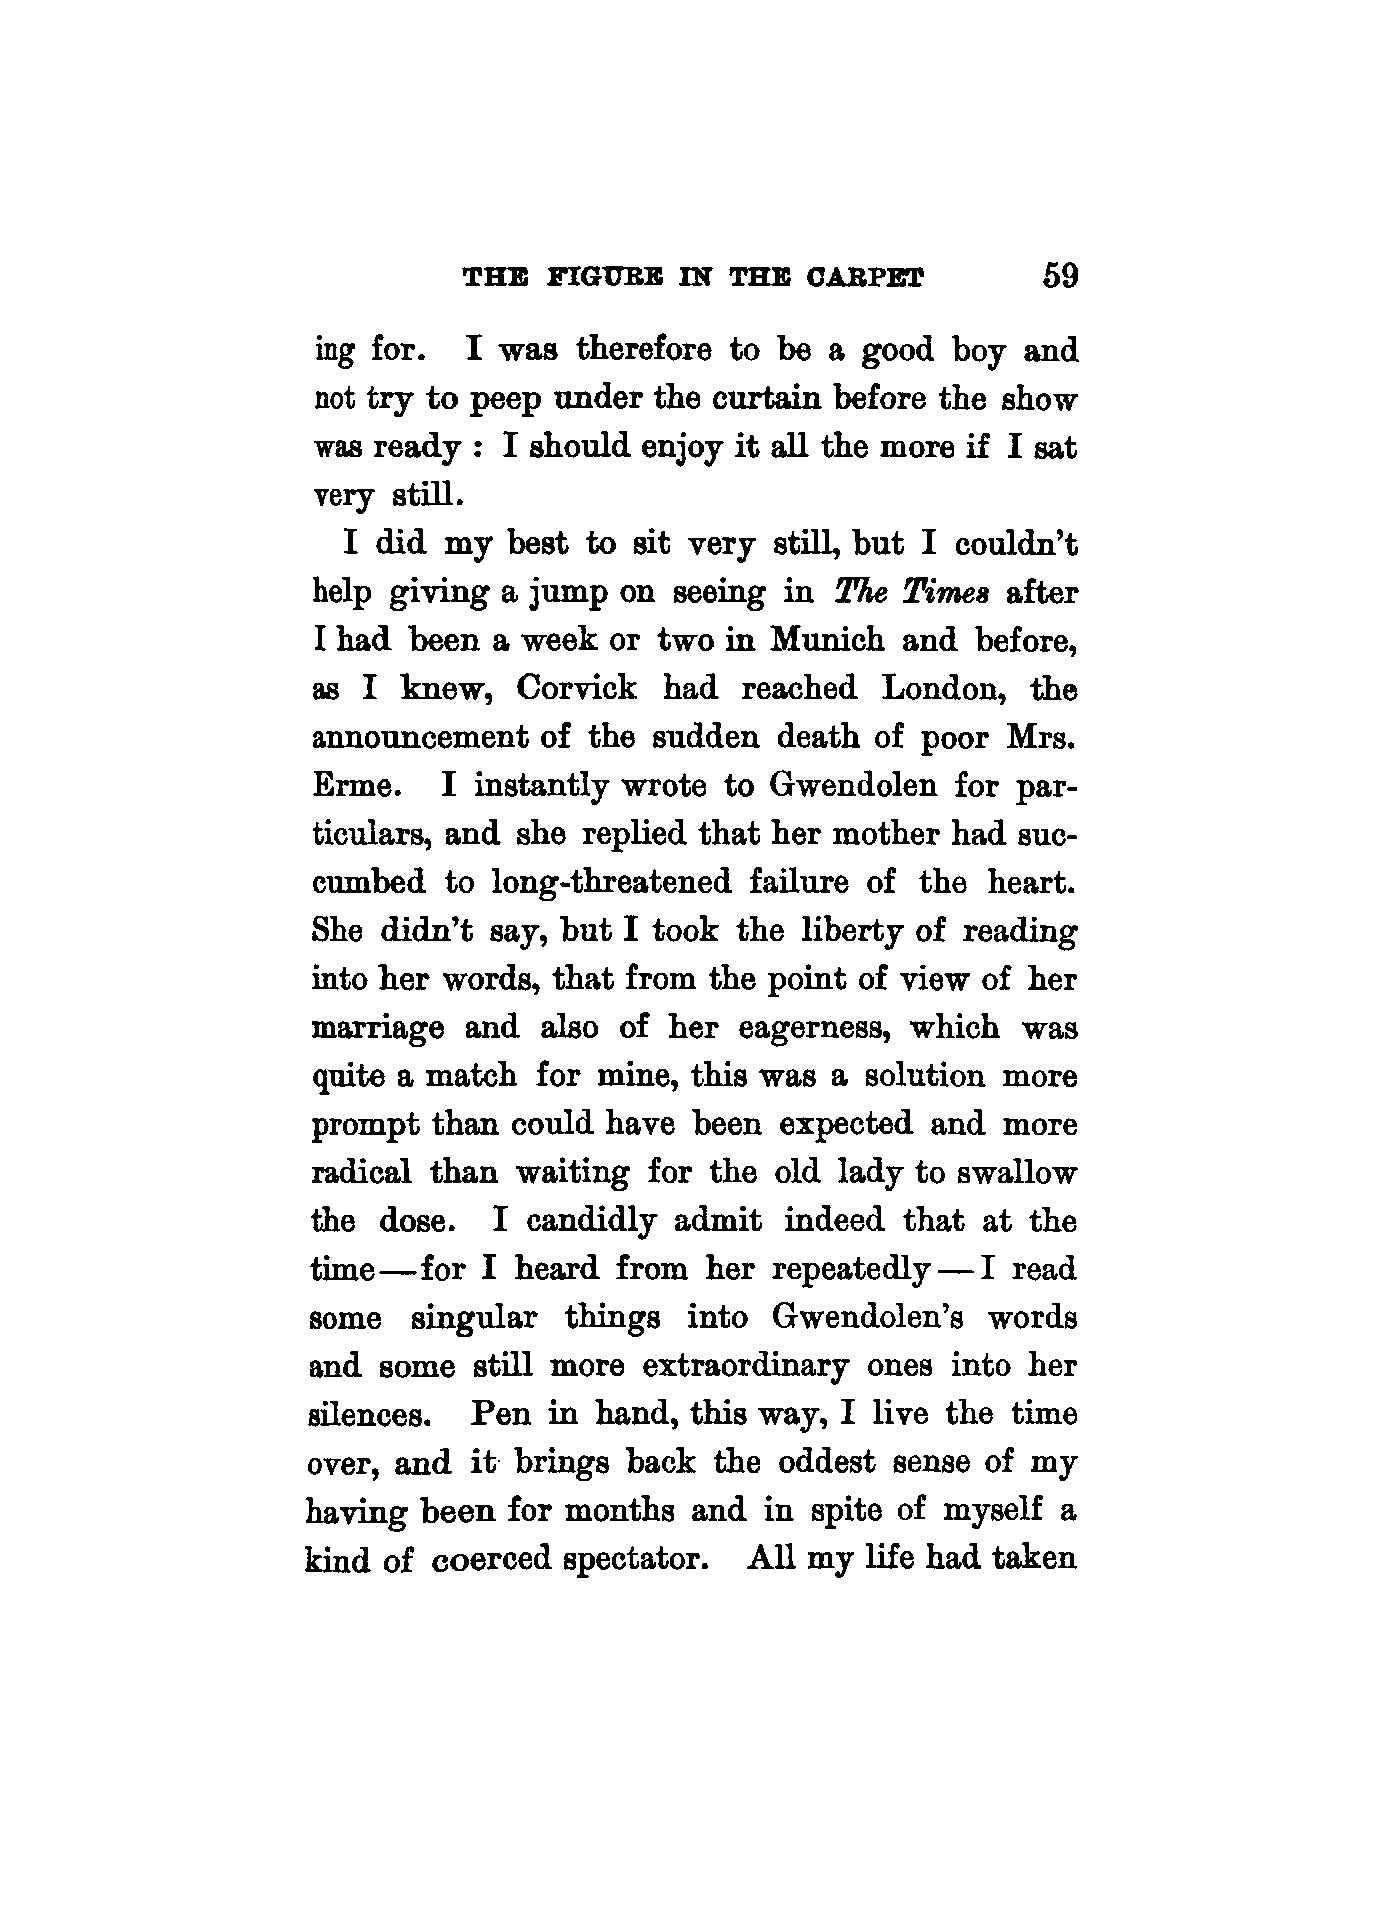 THE FIGURE IN THE CARPET 59
ing for. I was therefore to be a good boy and
not try to peep under the curtain before the show
was ready : I should enjoy it all the more if I sat
very still.
I did my best to sit very still, but I couldn't
help giving a jump on seeing in The Times after
I had been a week or two in Munich and before,
as I knew, Corvick had reached London, the
announcement of the sudden death of poor Mrs.
Erme. I instantly wrote to Gwendolen for par-
ticulars, and she replied that her mother had suc-
cumbed to long-threatened failure of the heart.
She didn't say, but I took the liberty of reading
into her words, that from the point of view of her
marriage and also of her eagerness, which was
quite a match for mine, this was a solution more
prompt than could have been expected and more
radical than waiting for the old lady to swallow
the dose. I candidly admit indeed that at the
time—for I heard from her repeatedly—I read
some singular things into Gwendolen's words
and some still more extraordinary ones into her
silences. Pen in hand, this way, I live the time
over, and it brings back the oddest sense of my
having been for months and in spite of myself a
kind of coerced spectator. All my life had taken